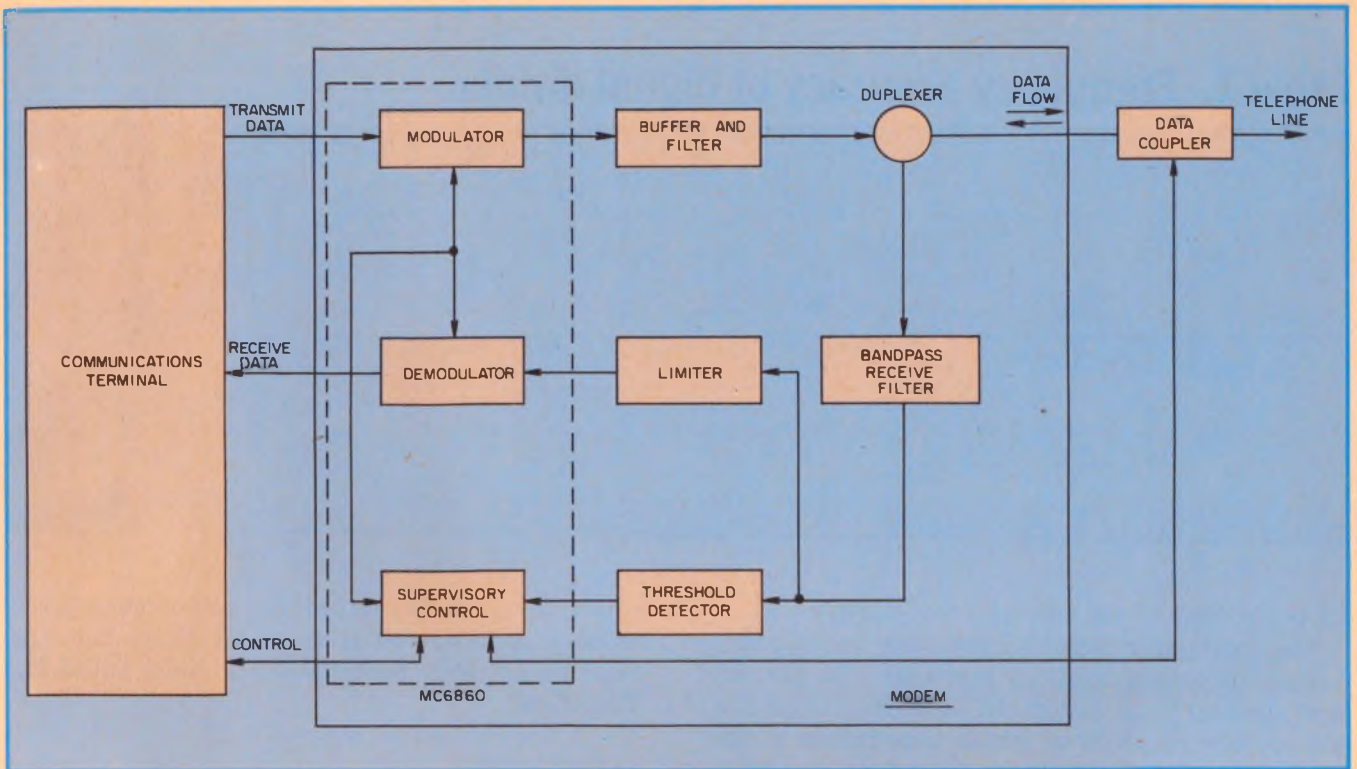 TRANSMIT
DATA
MODULATOR
BUFFER AND
FILTER
DUPLEXER
DATA
FLOW
DATA
COUPLER
TELEPHONE
LINE
COMMUNICATIONS
TERMINAL
RECEIVE
DATA
DEMODULATOR
LIMITER
BANDPASS
RECEIVE
FILTER
SUPERVISORY
CONTROL
THRESHOLD
DETECTOR
CONTROL
MC6860
MODEM